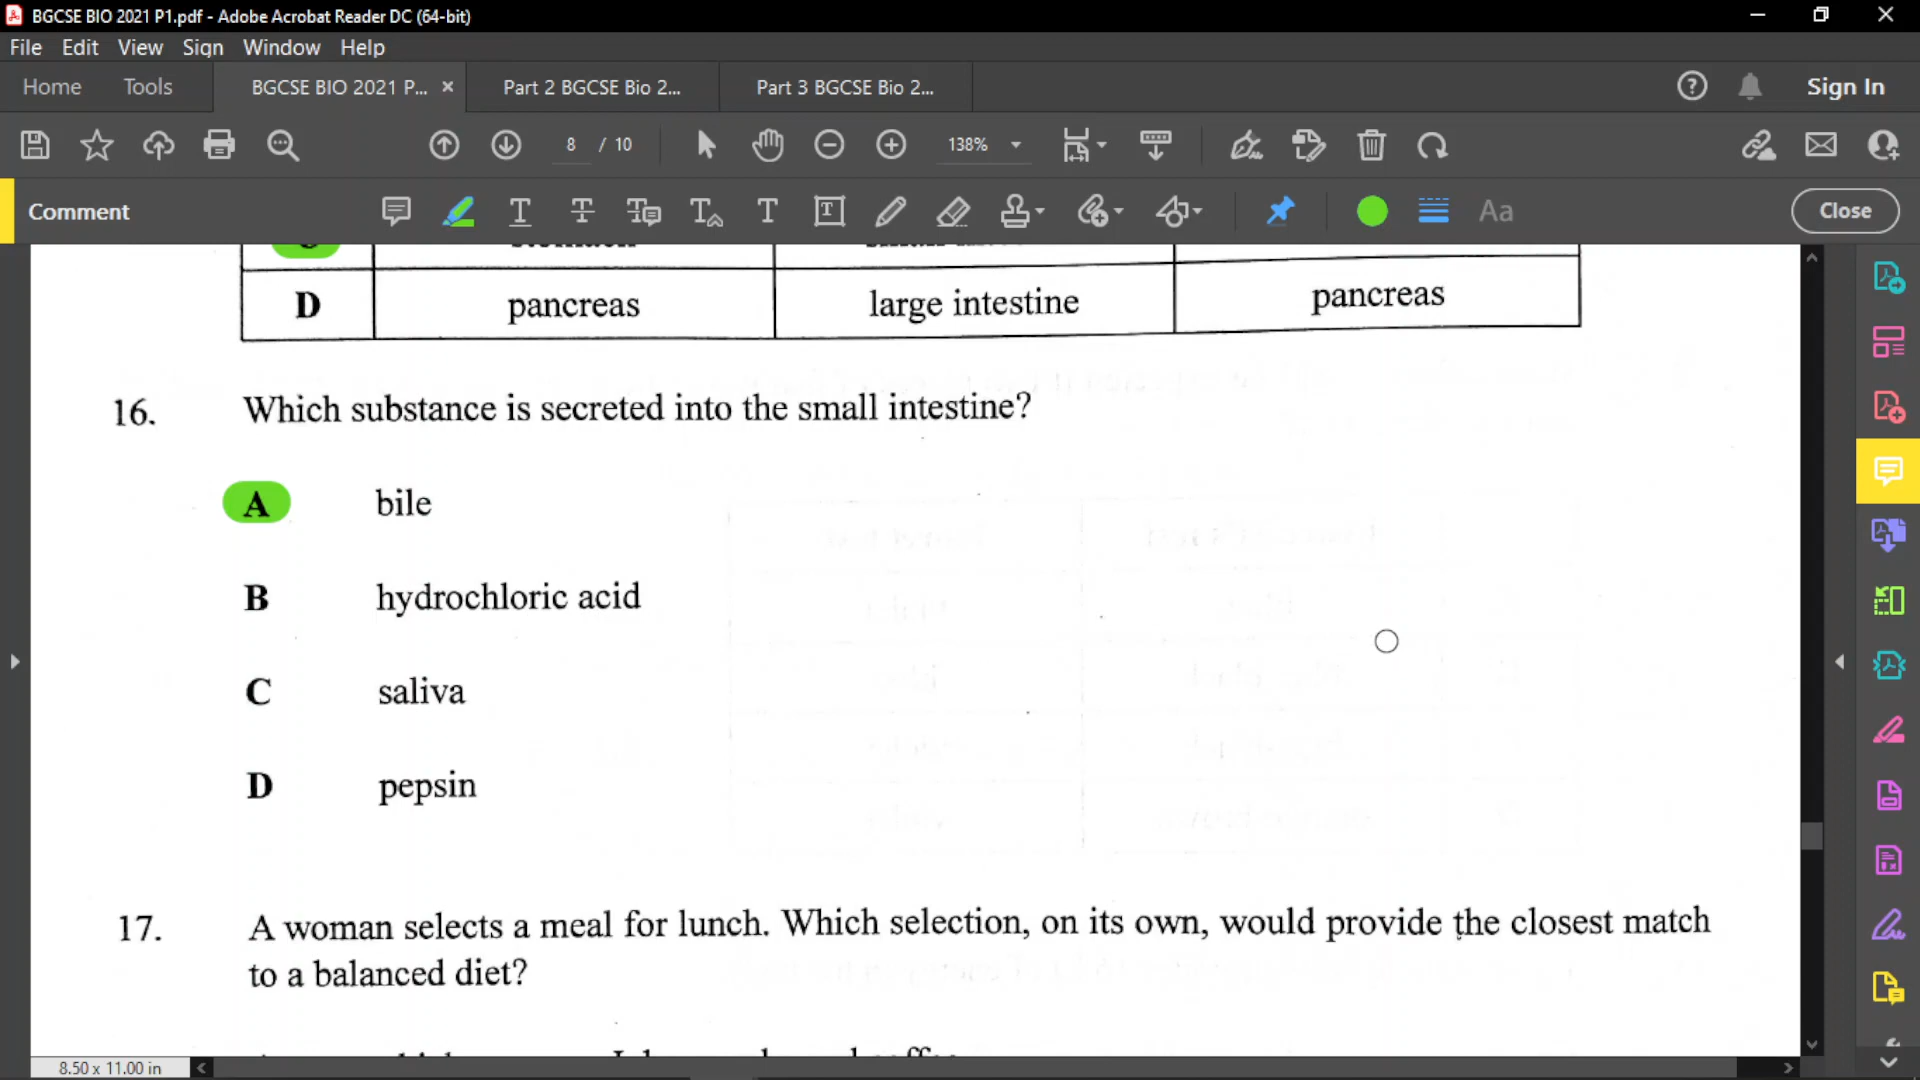 BGCSE BIO 2021 P1.pdf - Adobe Acrobat Reader DC (64-bit)
File Edit View Sign Window Help
Home Tools BGCSE BIO 2021 P... × Part 2 BGCSE Bio 2... Part 3 BGCSE Bio 2... Sign In
8 / 10 138%
Comment Aa Close
stomach
D pancreas large intestine pancreas
16. Which substance is secreted into the small intestine?
A bile
B hydrochloric acid
C saliva
D pepsin
17. A woman selects a meal for lunch. Which selection, on its own, would provide the closest match
to a balanced diet?
8.50 x 11.00 in